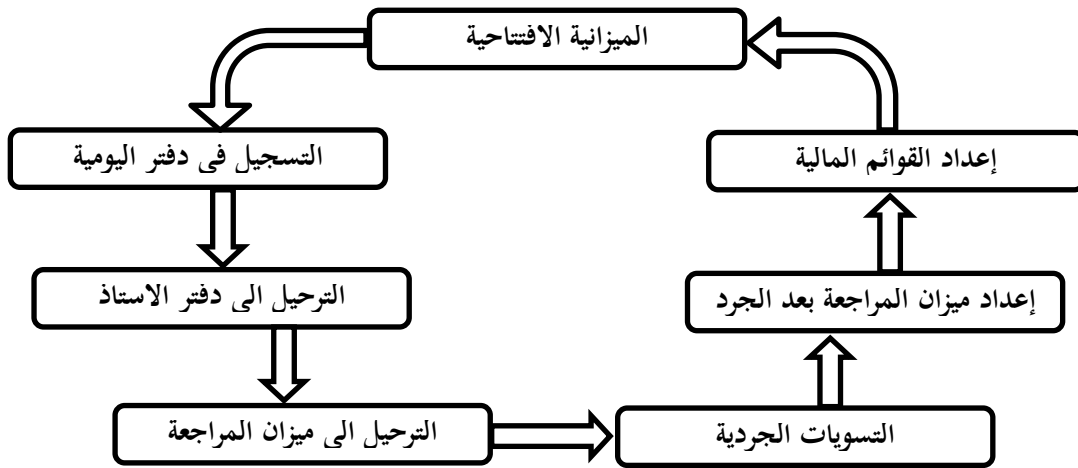 الميزانية الافتتاحية
التسجيل في دفتر اليومية
الترحيل الى دفتر الاستاذ
الترحيل الى ميزان المراجعة
التسويات الجردية
إعداد ميزان المراجعة بعد الجرد
إعداد القوائم المالية